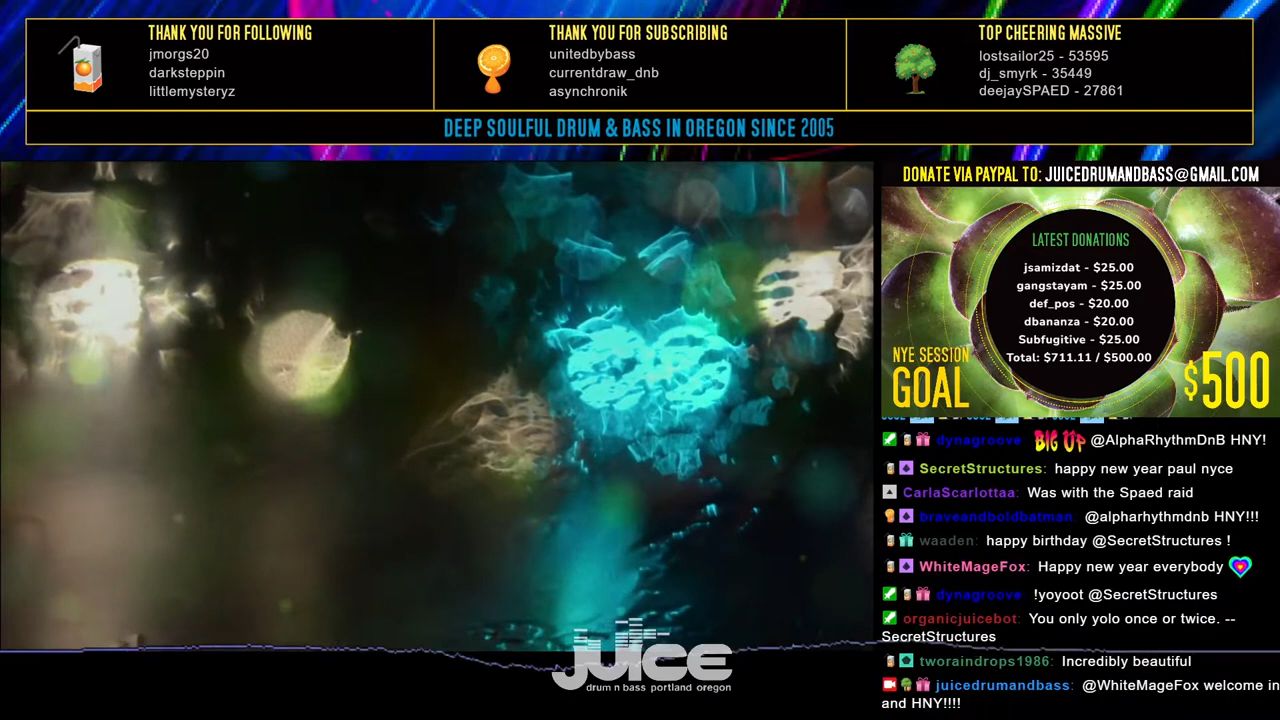 THANK YOU FOR FOLLOWING
jmorgs20
darksteppin
littlemysteryz
THANK YOU FOR SUBSCRIBING
unitedbybass
currentdraw_dnb
asynchronik
TOP CHEERING MASSIVE
lostsailor25 - 53595
dj_smyrk - 35449
deejaySPAED - 27861
DEEP SOULFUL DRUM & BASS IN OREGON SINCE 2005
DONATE VIA PAYPAL TO: JUICEDRUMANDBASS@GMAIL.COM
LATEST DONATIONS
jsamizdat - $25.00
gangstayam - $25.00
def_pos - $20.00
dbananza - $20.00
Subfugitive - $25.00
Total: $711.11 / $500.00
NYE SESSION
GOAL
$500
dynagroove: BIG UP @AlphaRhythmDnB HNY!
SecretStructures: happy new year paul nyce
CarlaScarlottaa: Was with the Spaed raid
braveandboldbatman: @alpharhythmdnb HNY!!!
waaden: happy birthday @SecretStructures !
WhiteMageFox: Happy new year everybody
dynagroove: !yoyoot @SecretStructures
organicjuicebot: You only yolo once or twice. --
SecretStructures
tworaindrops1986: Incredibly beautiful
juicedrumandbass: @WhiteMageFox welcome in
and HNY!!!!
juice
drum n bass portland oregon